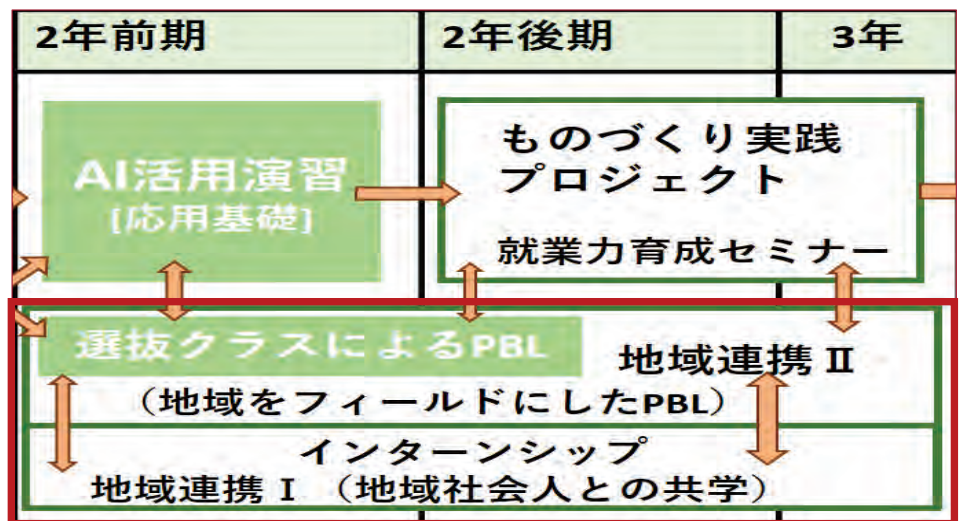 2年前期
2年後期
3年
AI活用演習
[応用基礎]
ものづくり実践
プロジェクト
就業力育成セミナー
選抜クラスによるPBL
地域連携Ⅱ
（地域をフィールドにしたPBL）
インターンシップ
地域連携Ⅰ（地域社会人との共学）